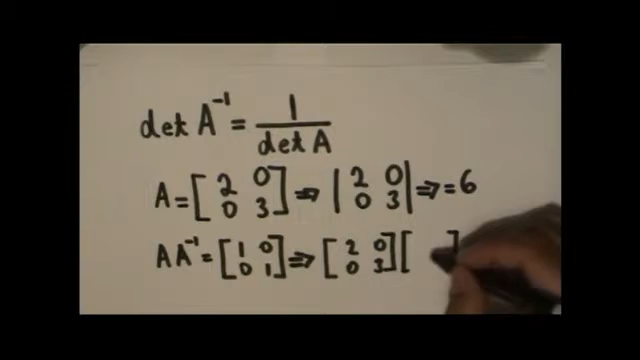 det A⁻¹ = 1 / det A
A = [2 0 0 3] ⇒ |2 0 0 3| ⇒ = 6
A A⁻¹ = [1 0 0 1] ⇒ [2 0 0 3] [ ]